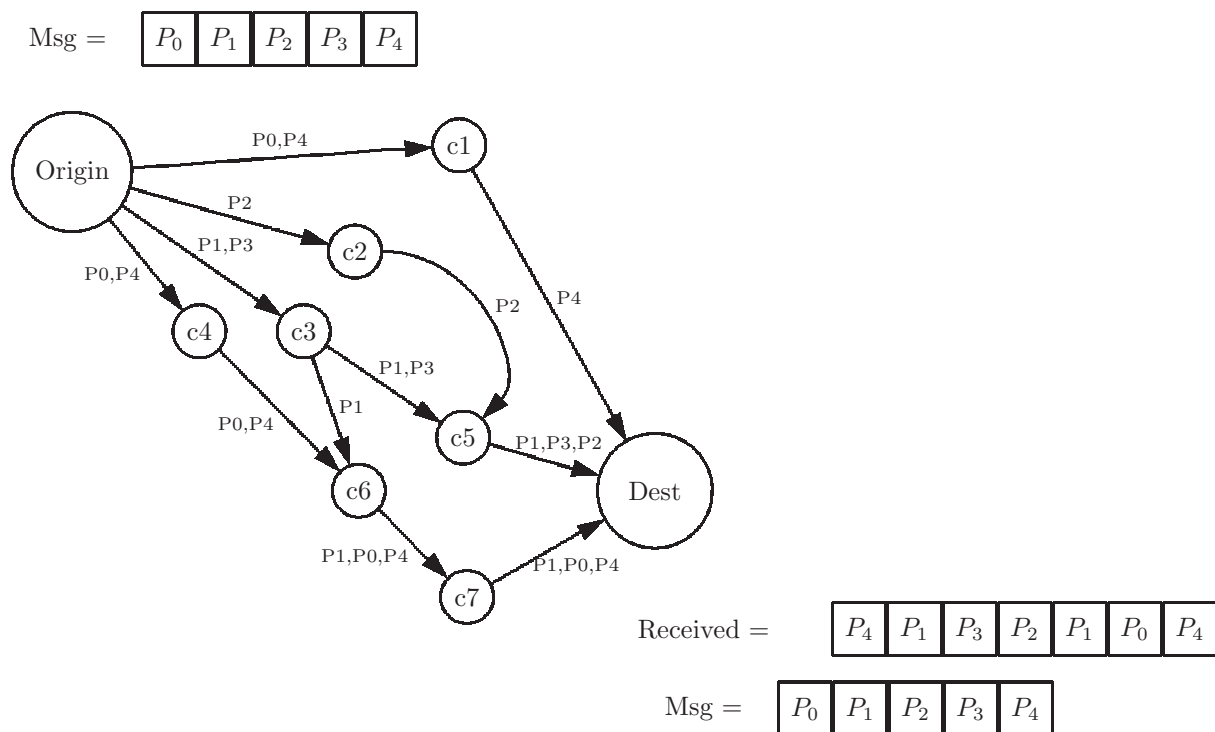 Msg = P0 P1 P2 P3 P4
P0,P4
c1
Origin
P2
P1,P3
c2
P0,P4
P2
P4
c4
c3
P1,P3
P1
P0,P4
c5
P1,P3,P2
c6
Dest
P1,P0,P4
P1,P0,P4
c7
Received = P4 P1 P3 P2 P1 P0 P4
Msg = P0 P1 P2 P3 P4